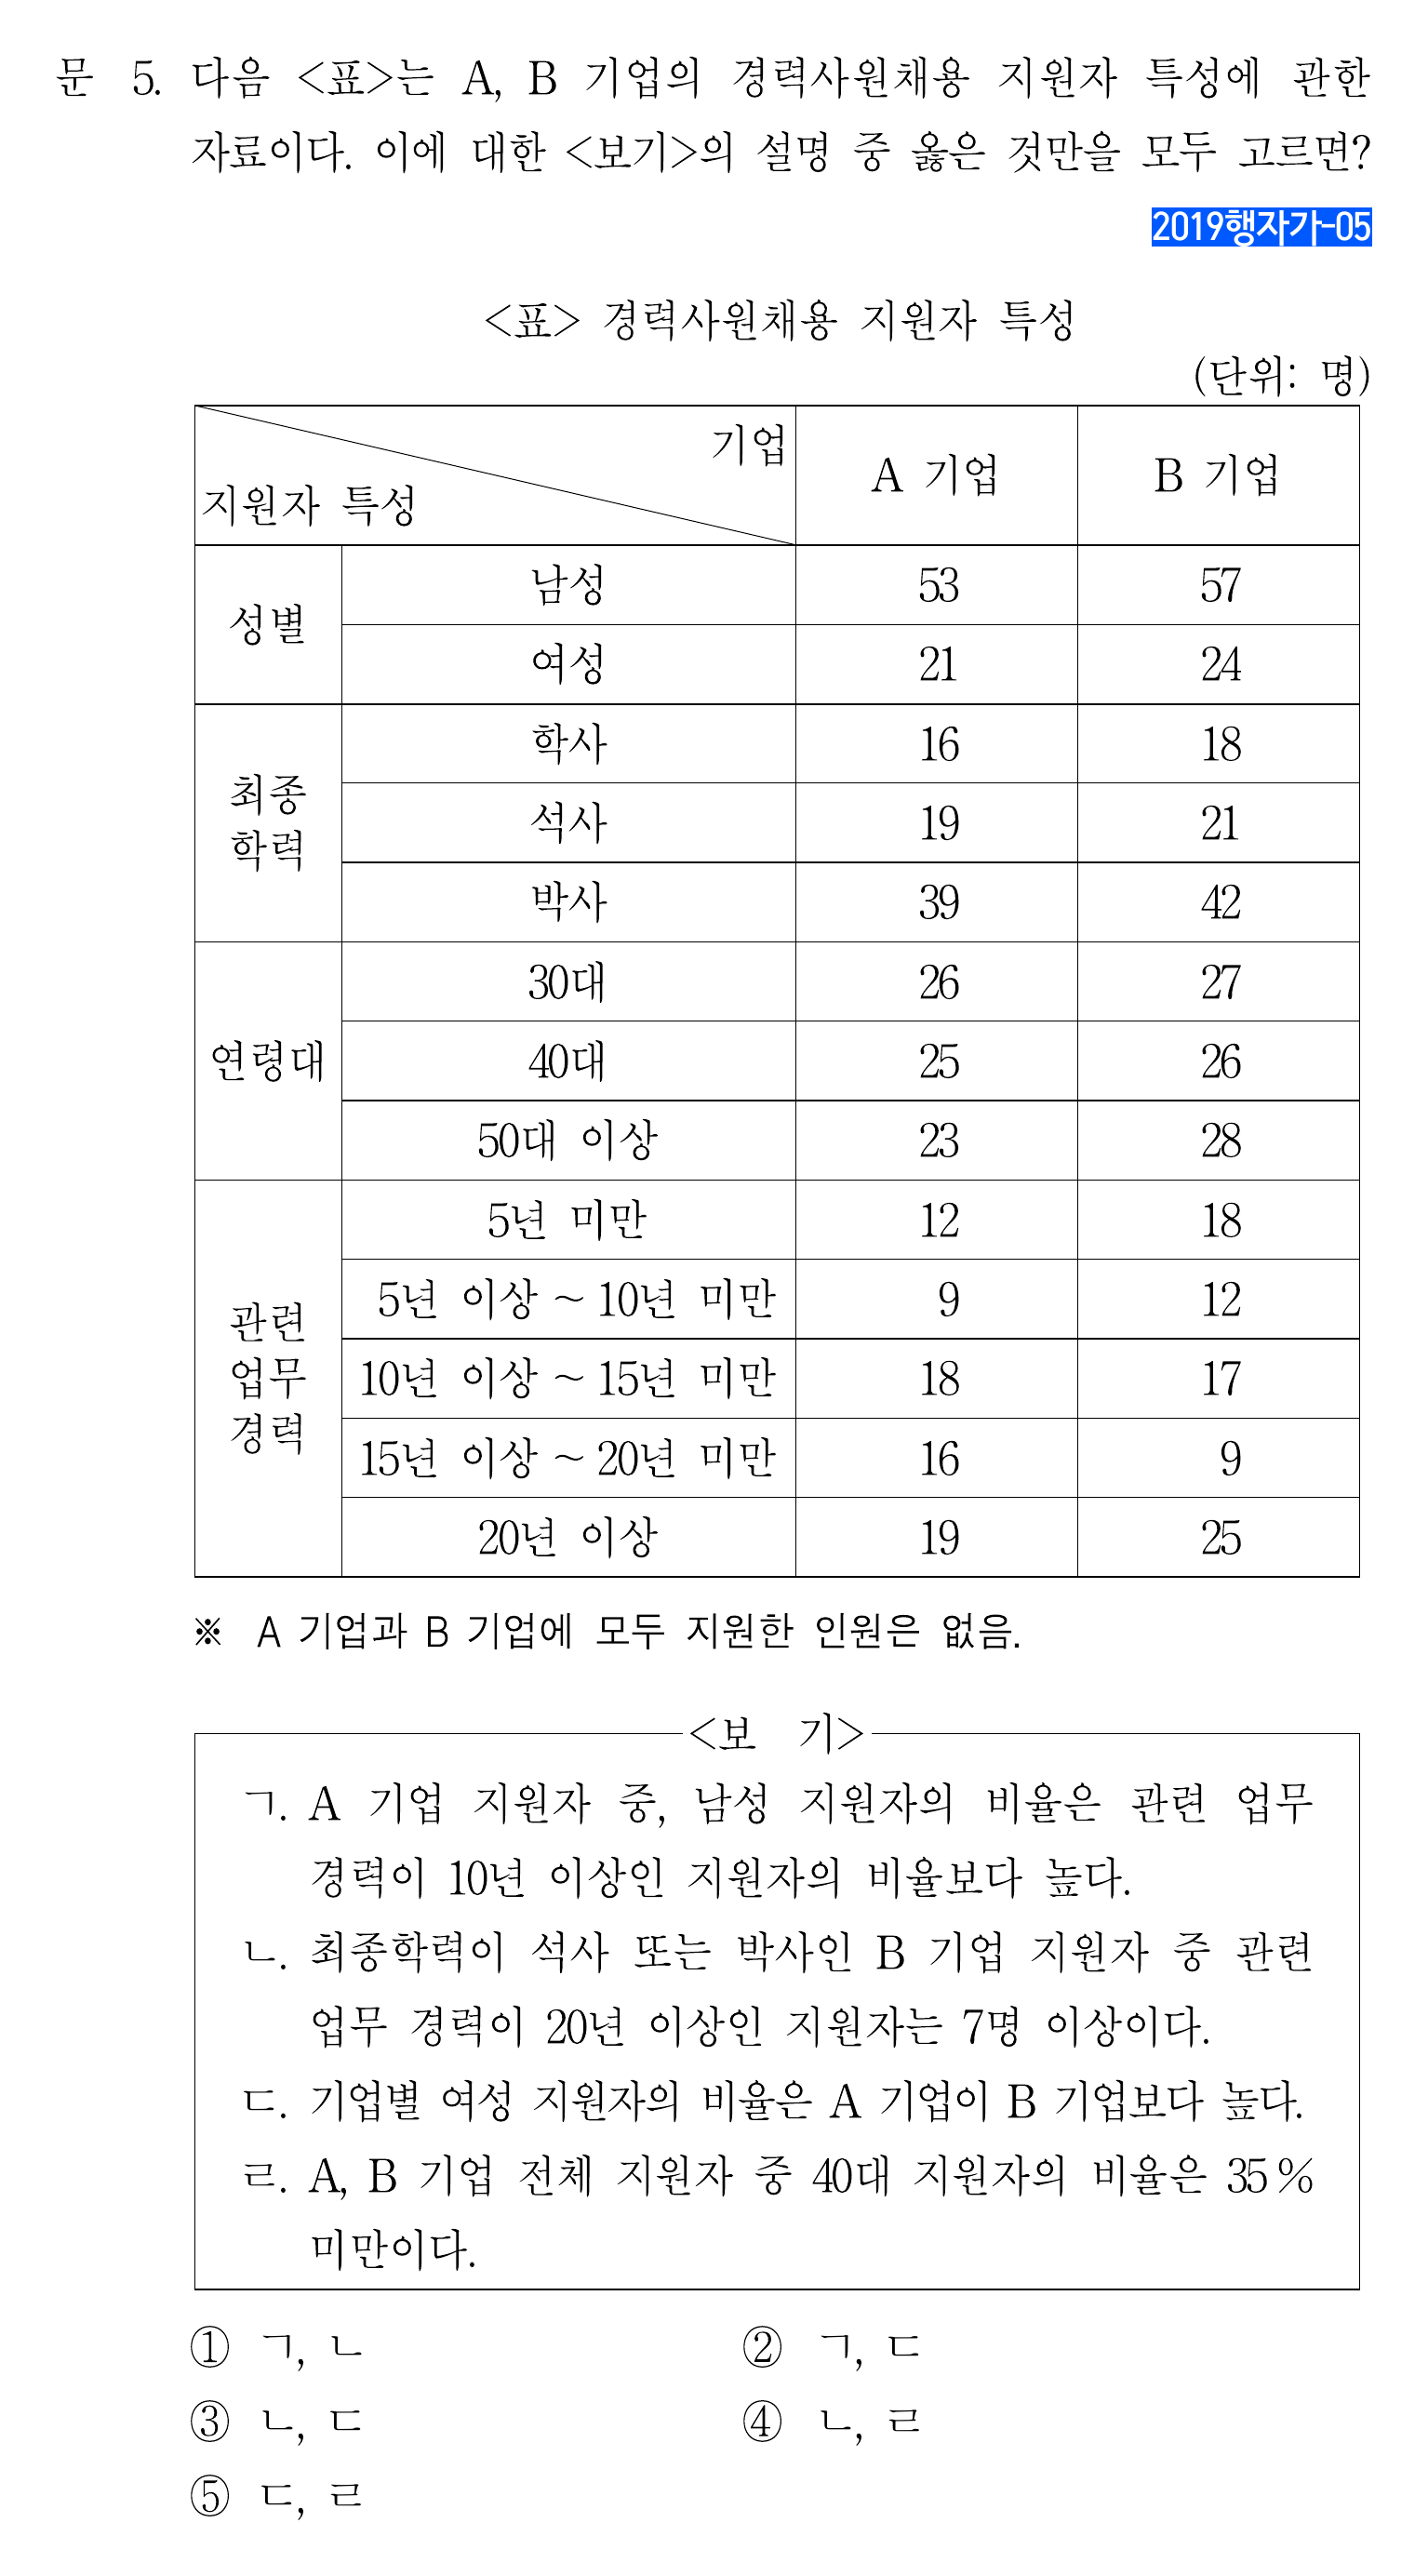 문 5. 다음 <표>는 A, B 기업의 경력사원채용 지원자 특성에 관한
자료이다. 이에 대한 <보기>의 설명 중 옳은 것만을 모두 고르면?
2019행자가-05
<표> 경력사원채용 지원자 특성
(단위: 명)
기업
지원자 특성
A 기업 B 기업
성별
남성 53 57
여성 21 24
최종
학력
학사 16 18
석사 19 21
박사 39 42
연령대
30대 26 27
40대 25 26
50대 이상 23 28
관련
업무
경력
5년 미만 12 18
5년 이상 ~ 10년 미만 9 12
10년 이상 ~ 15년 미만 18 17
15년 이상 ~ 20년 미만 16 9
20년 이상 19 25
※ A 기업과 B 기업에 모두 지원한 인원은 없음.
<보 기>
ㄱ. A 기업 지원자 중, 남성 지원자의 비율은 관련 업무
경력이 10년 이상인 지원자의 비율보다 높다.
ㄴ. 최종학력이 석사 또는 박사인 B 기업 지원자 중 관련
업무 경력이 20년 이상인 지원자는 7명 이상이다.
ㄷ. 기업별 여성 지원자의 비율은 A 기업이 B 기업보다 높다.
ㄹ. A, B 기업 전체 지원자 중 40대 지원자의 비율은 35%
미만이다.
① ㄱ, ㄴ ② ㄱ, ㄷ
③ ㄴ, ㄷ ④ ㄴ, ㄹ
⑤ ㄷ, ㄹ